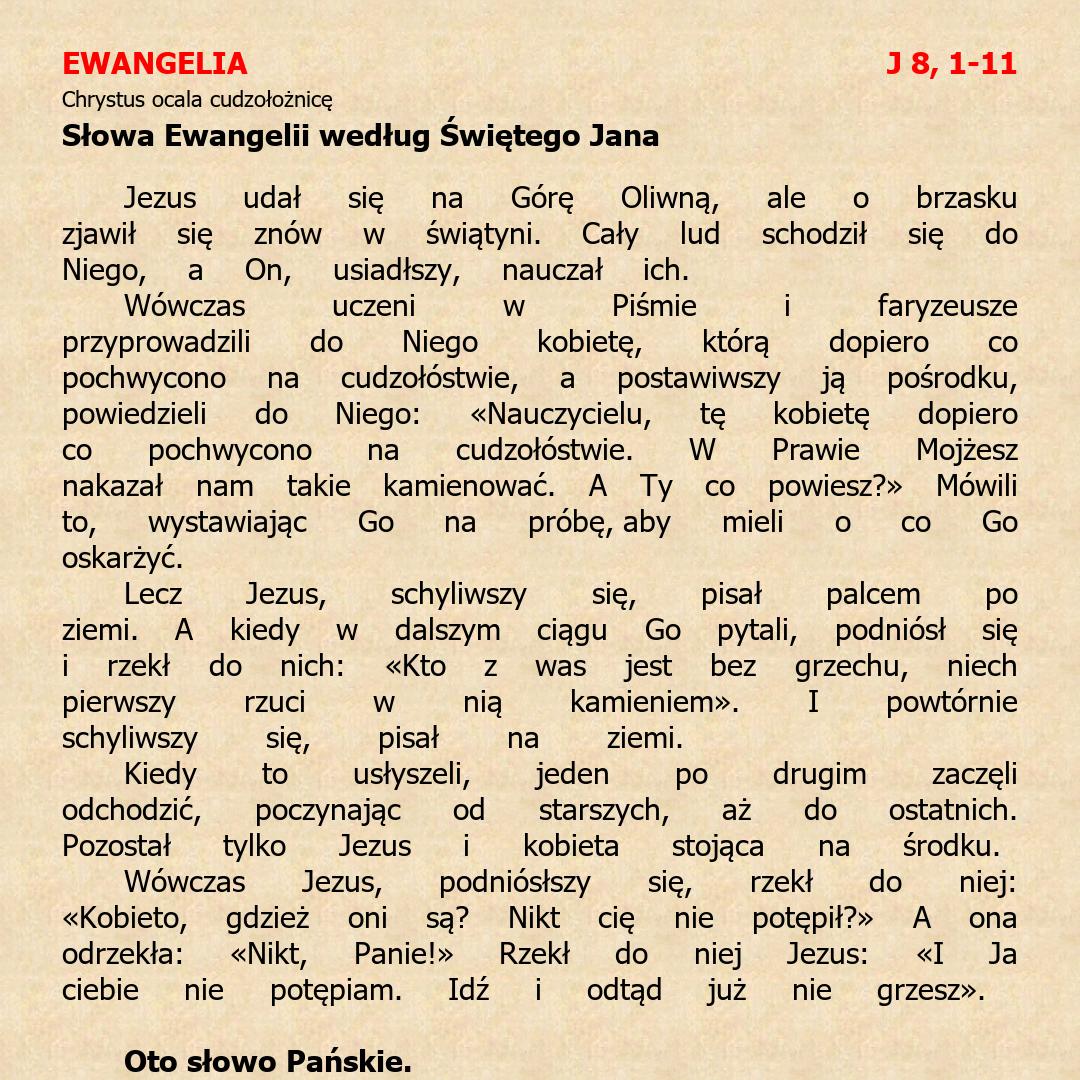 EWANGELIA J 8, 1-11
Chrystus ocala cudzołożnicę
Słowa Ewangelii według Świętego Jana
Jezus udał się na Górę Oliwną, ale o brzasku
zjawił się znów w świątyni. Cały lud schodził się do
Niego, a On, usiadłszy, nauczał ich.
Wówczas uczeni w Piśmie i faryzeusze
przyprowadzili do Niego kobietę, którą dopiero co
pochwycono na cudzołóstwie, a postawiwszy ją pośrodku,
powiedzieli do Niego: «Nauczycielu, tę kobietę dopiero
co pochwycono na cudzołóstwie. W Prawie Mojżesz
nakazał nam takie kamienować. A Ty co powiesz?» Mówili
to, wystawiając Go na próbę, aby mieli o co Go
oskarżyć.
Lecz Jezus, schyliwszy się, pisał palcem po
ziemi. A kiedy w dalszym ciągu Go pytali, podniósł się
i rzekł do nich: «Kto z was jest bez grzechu, niech
pierwszy rzuci w nią kamieniem». I powtórnie
schyliwszy się, pisał na ziemi.
Kiedy to usłyszeli, jeden po drugim zaczęli
odchodzić, poczynając od starszych, aż do ostatnich.
Pozostał tylko Jezus i kobieta stojąca na środku.
Wówczas Jezus, podniósłszy się, rzekł do niej:
«Kobieto, gdzież oni są? Nikt cię nie potępił?» A ona
odrzekła: «Nikt, Panie!» Rzekł do niej Jezus: «I Ja
ciebie nie potępiam. Idź i odtąd już nie grzesz».
Oto słowo Pańskie.